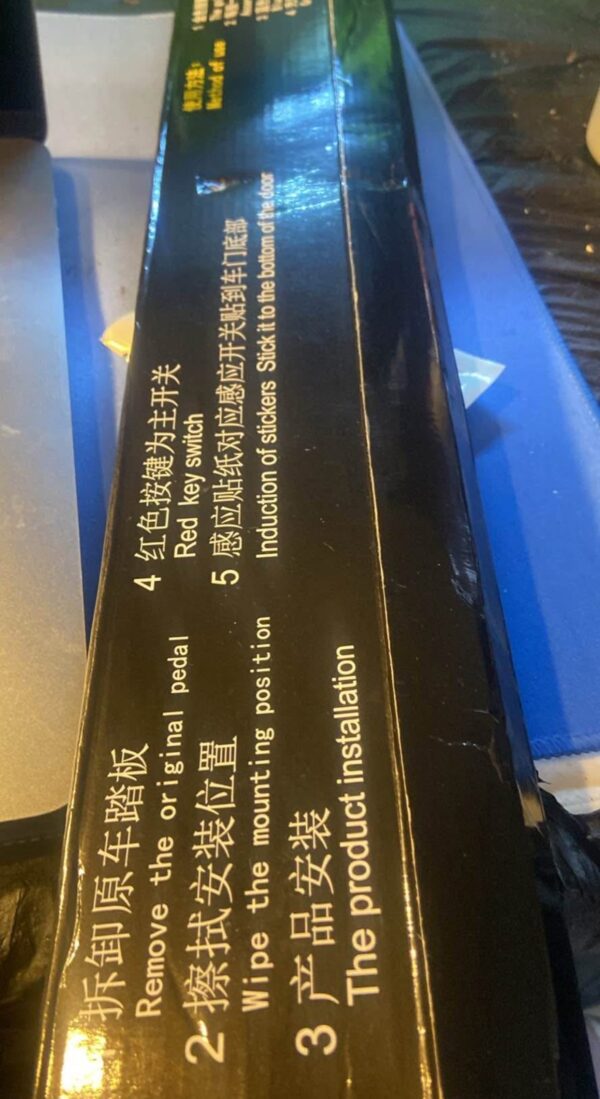 拆卸原车踏板
Remove the original pedal
2 擦拭安装位置
Wipe the mounting position
3 产品安装
The product installation
4 红色按键为主开关
Red key switch
5 感应贴纸对应感应开关贴到车门底部
Induction of stickers Stick it to the bottom of the door
使用方法:
Method of use